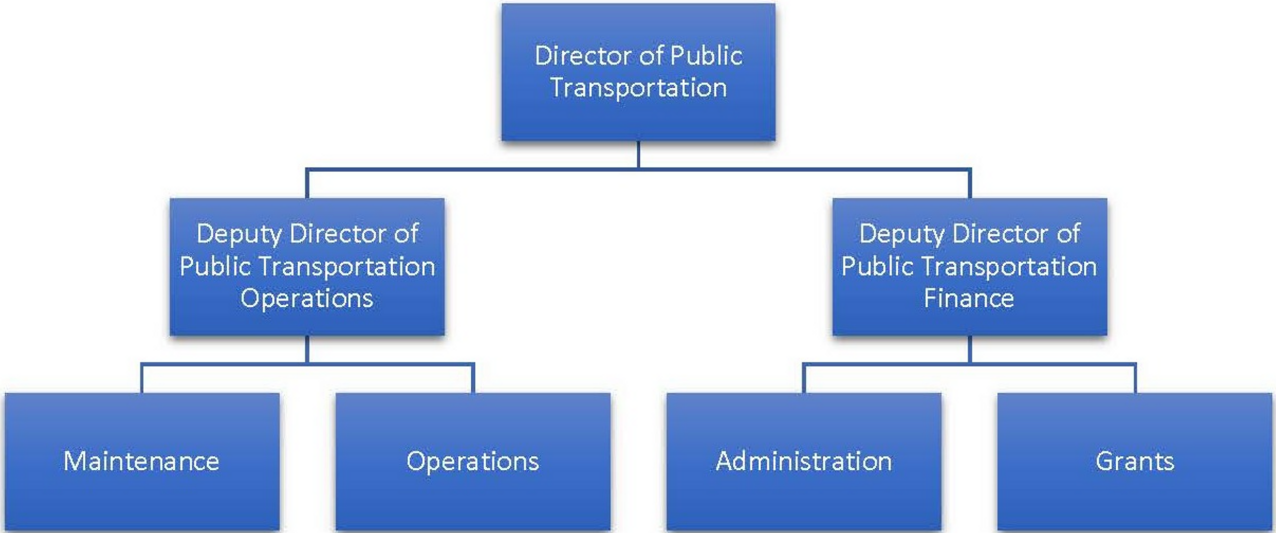 Director of Public
Transportation
Deputy Director of
Public Transportation
Operations
Deputy Director of
Public Transportation
Finance
Maintenance
Operations
Administration
Grants